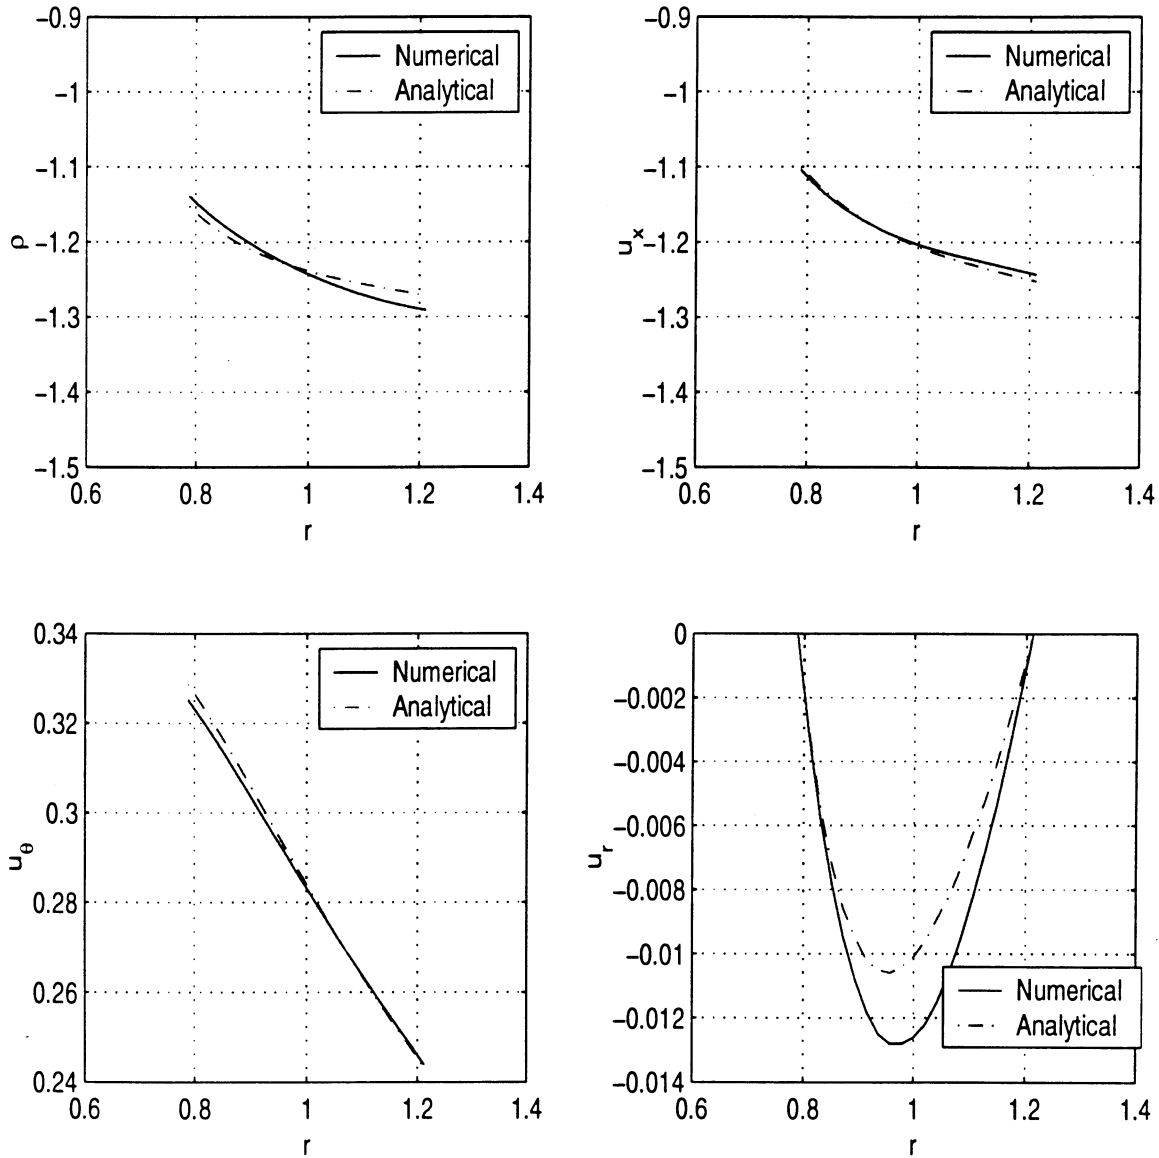 -0.9
-1
-1.1
-1.2
-1.3
-1.4
-1.5
ρ
0.6 0.8 1 1.2 1.4
r
Numerical
Analytical
-0.9
-1
-1.1
-1.2
-1.3
-1.4
-1.5
u_x
0.6 0.8 1 1.2 1.4
r
Numerical
Analytical
0.34
0.32
0.3
0.28
0.26
0.24
u_θ
0.6 0.8 1 1.2 1.4
r
Numerical
Analytical
0
-0.002
-0.004
-0.006
-0.008
-0.01
-0.012
-0.014
u_r
0.6 0.8 1 1.2 1.4
r
Numerical
Analytical